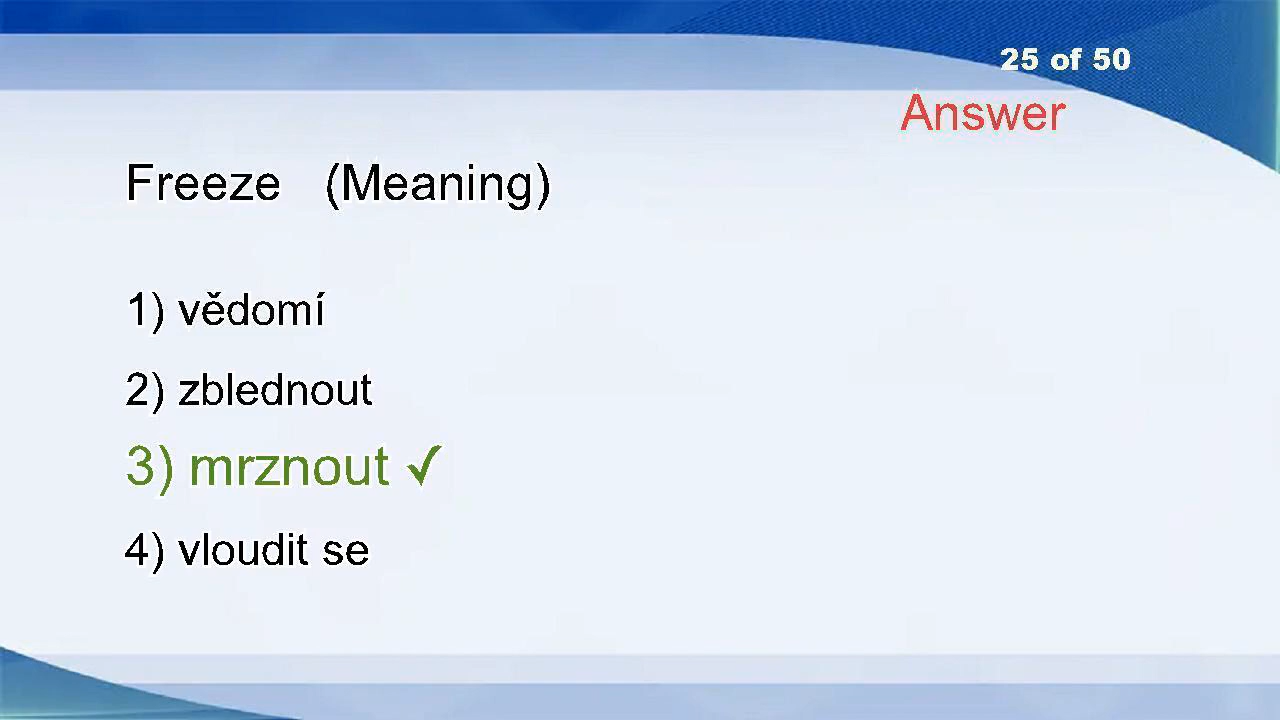 25 of 50
Answer
Freeze (Meaning)
1) vědomí
2) zblednout
3) mrznout ✓
4) vloudit se